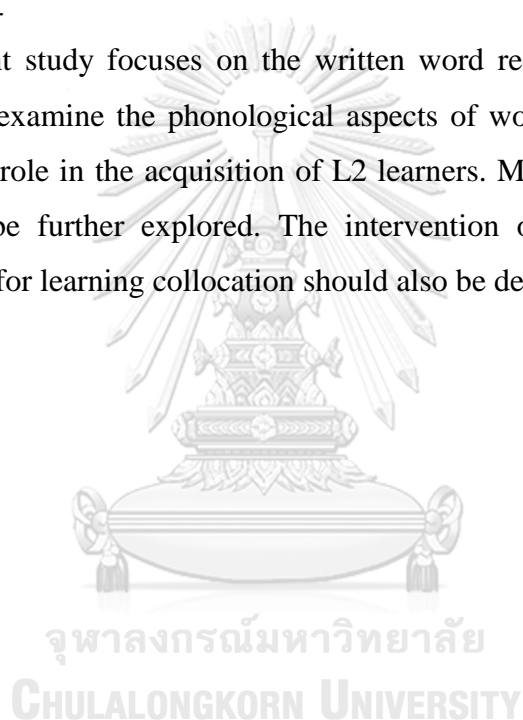 nt study focuses on the written word re
examine the phonological aspects of wo
role in the acquisition of L2 learners. M
be further explored. The intervention o
for learning collocation should also be de
จุฬาลงกรณ์มหาวิทยาลัย
CHULALONGKORN UNIVERSITY